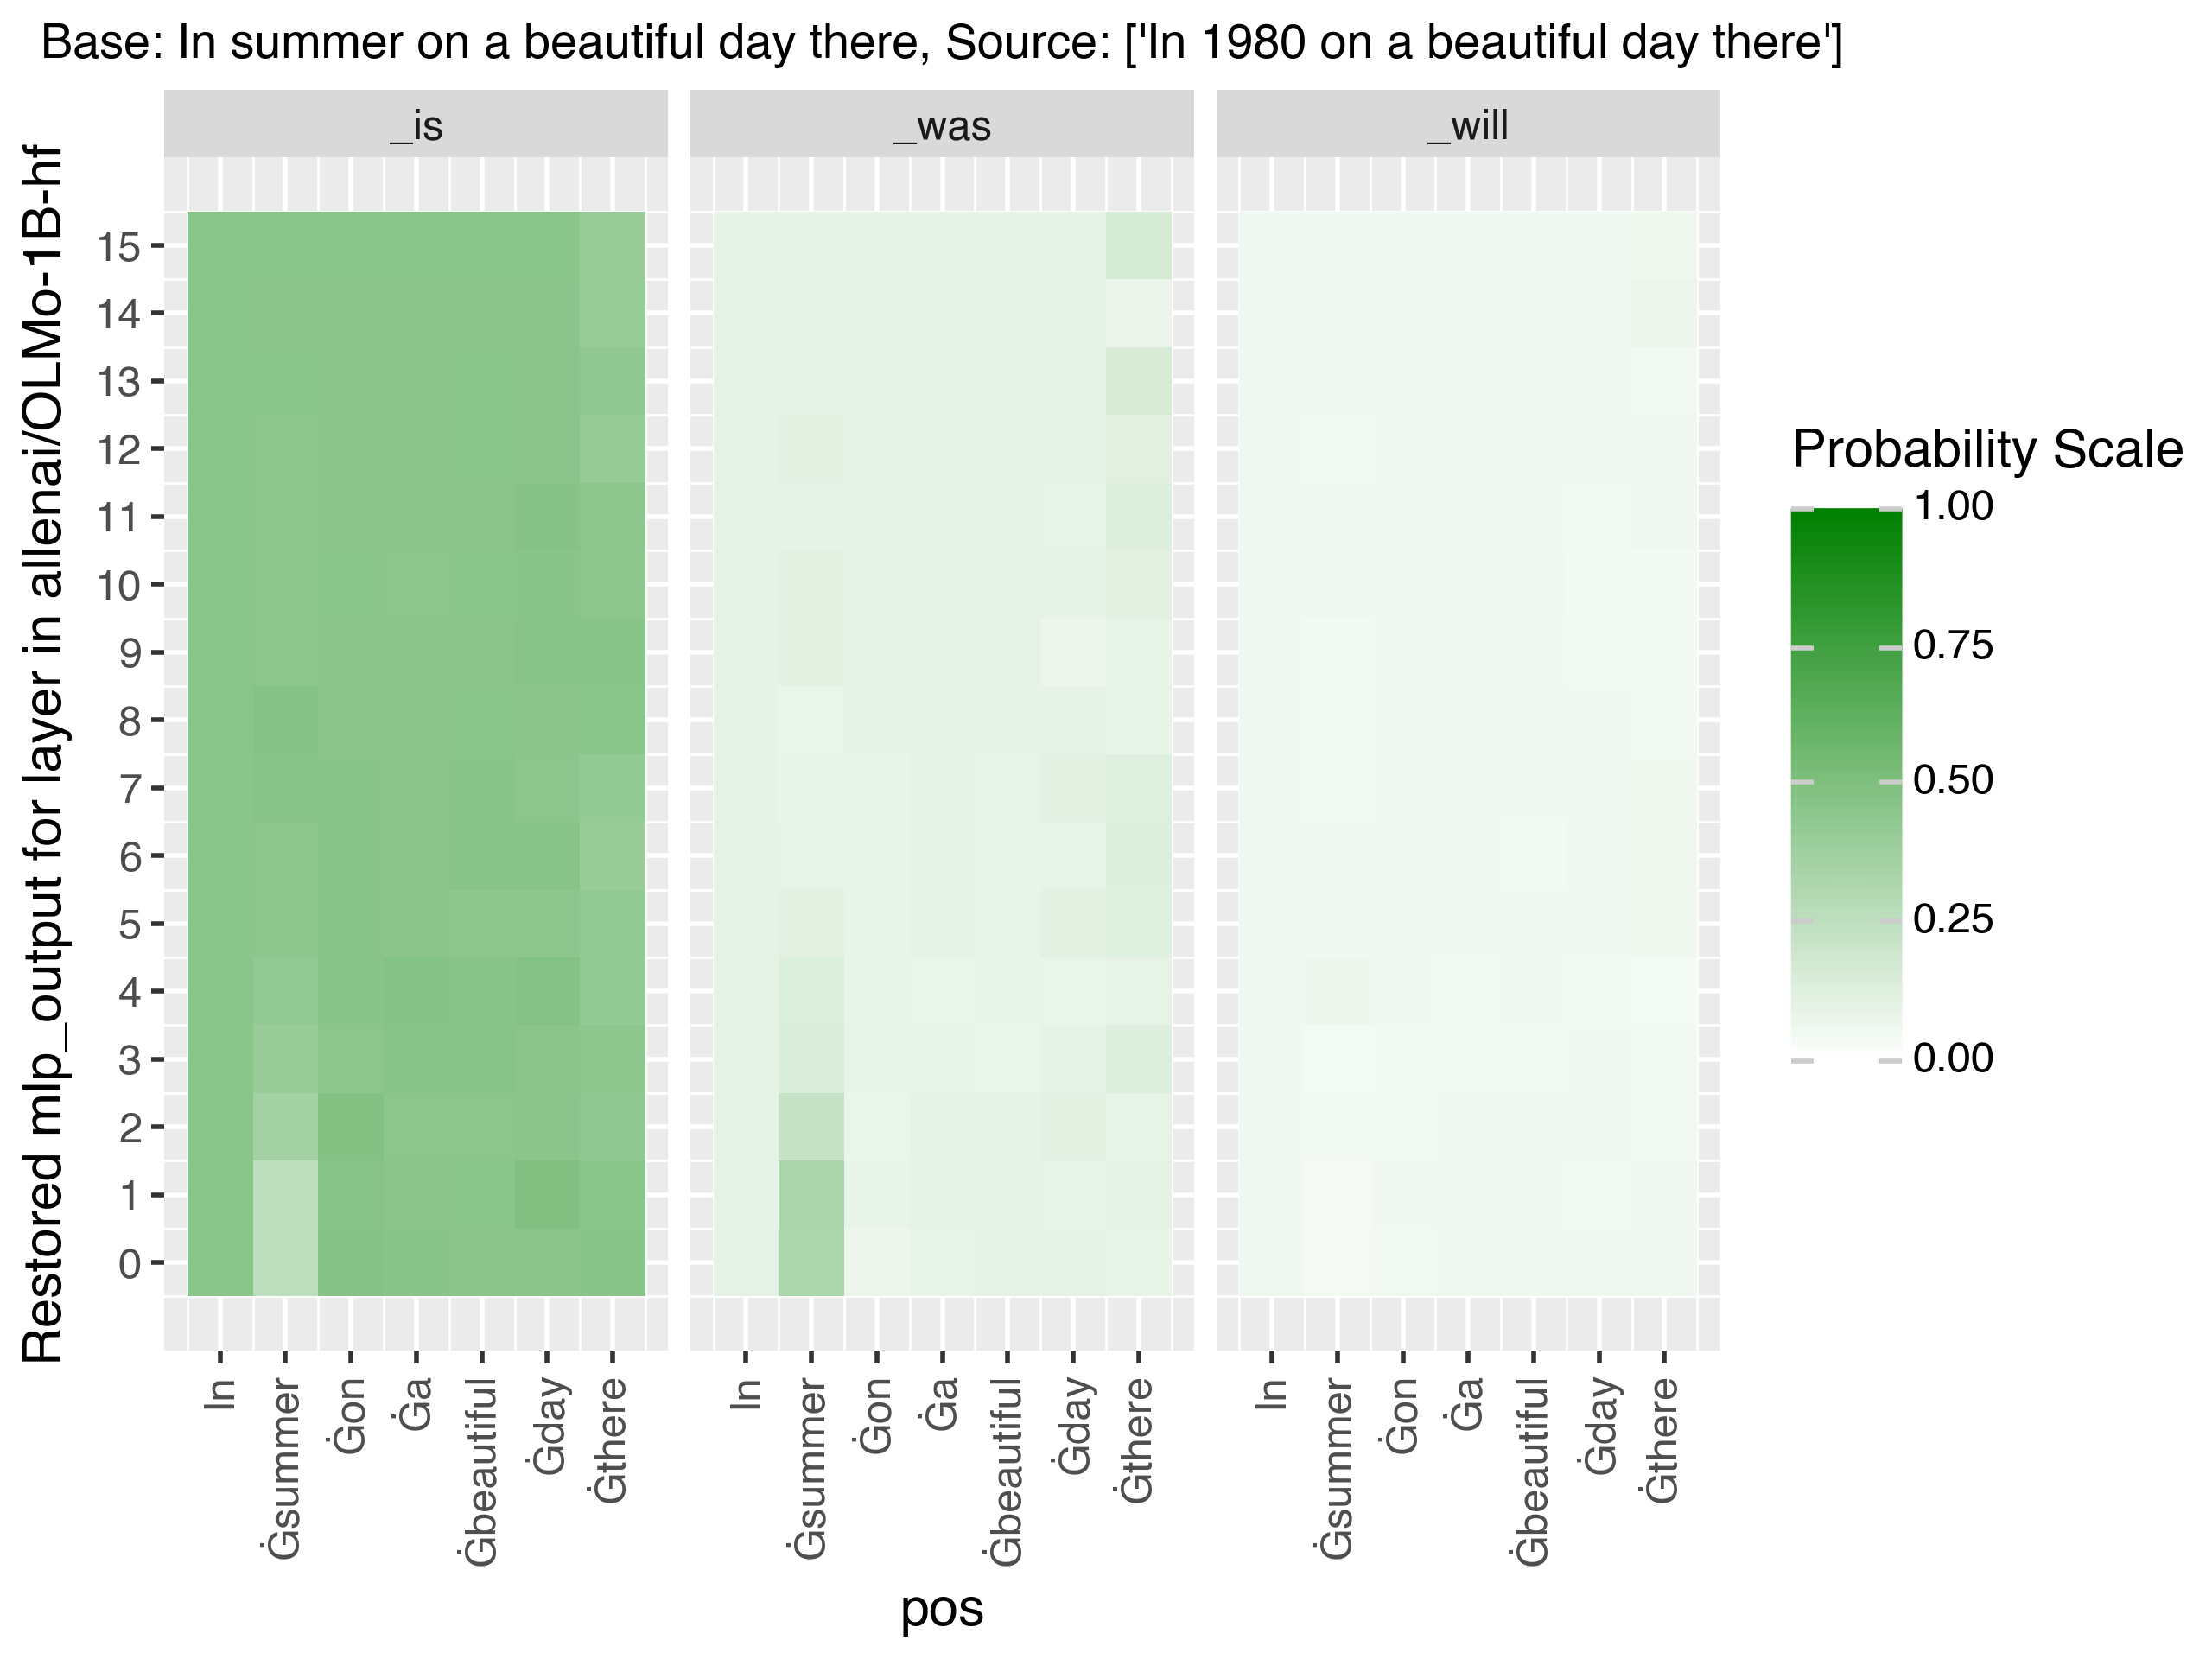 Base: In summer on a beautiful day there, Source: ['In 1980 on a beautiful day there']
_is
_was
_will
Restored mlp_output for layer in allenai/OLMo-1B-hf
15
14
13
12
11
10
9
8
7
6
5
4
3
2
1
0
In
Ġsummer
Ġon
Ġa
Ġbeautiful
Ġday
Ġthere
In
Ġsummer
Ġon
Ġa
Ġbeautiful
Ġday
Ġthere
In
Ġsummer
Ġon
Ġa
Ġbeautiful
Ġday
Ġthere
pos
Probability Scale
1.00
0.75
0.50
0.25
0.00